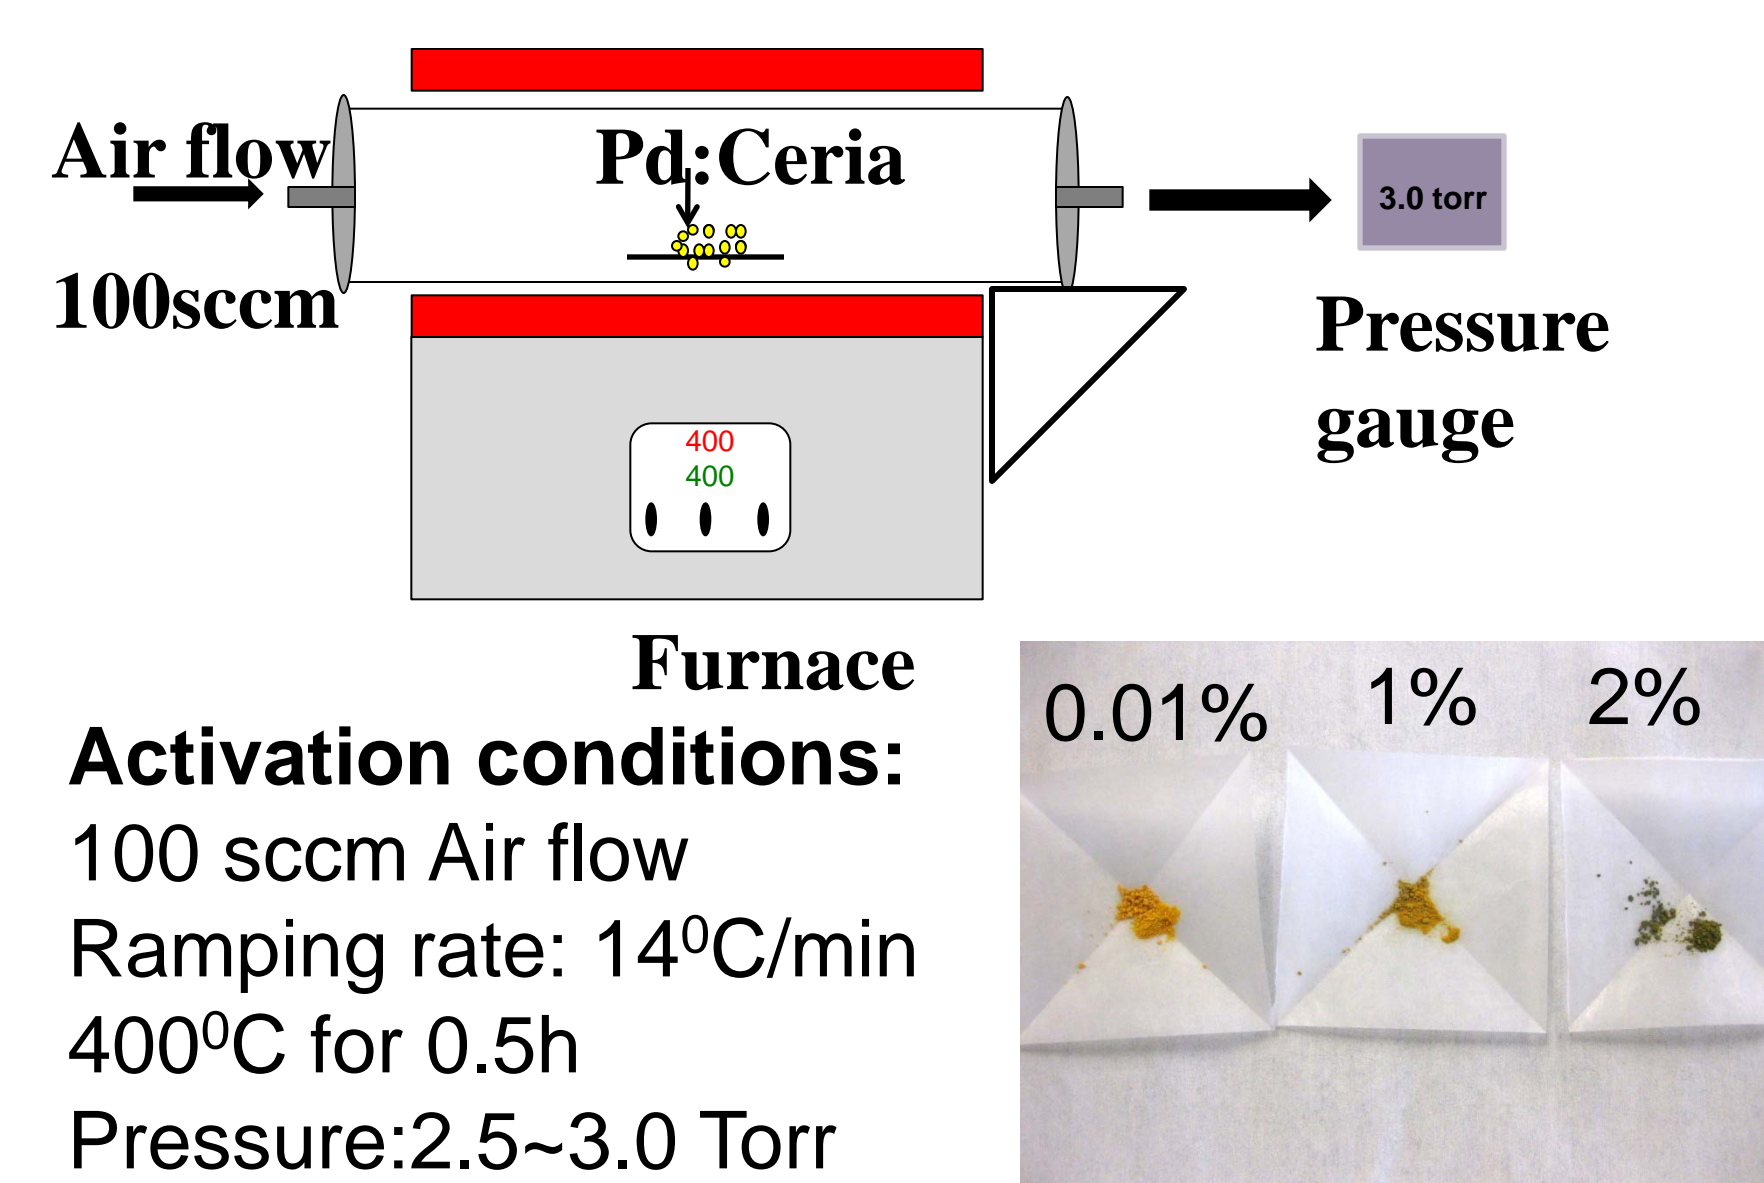 Air flow
100sccm
Pd:Ceria
3.0 torr
Pressure
gauge
400
400
Furnace
Activation conditions:
100 sccm Air flow
Ramping rate: 14⁰C/min
400⁰C for 0.5h
Pressure:2.5~3.0 Torr
0.01% 1% 2%